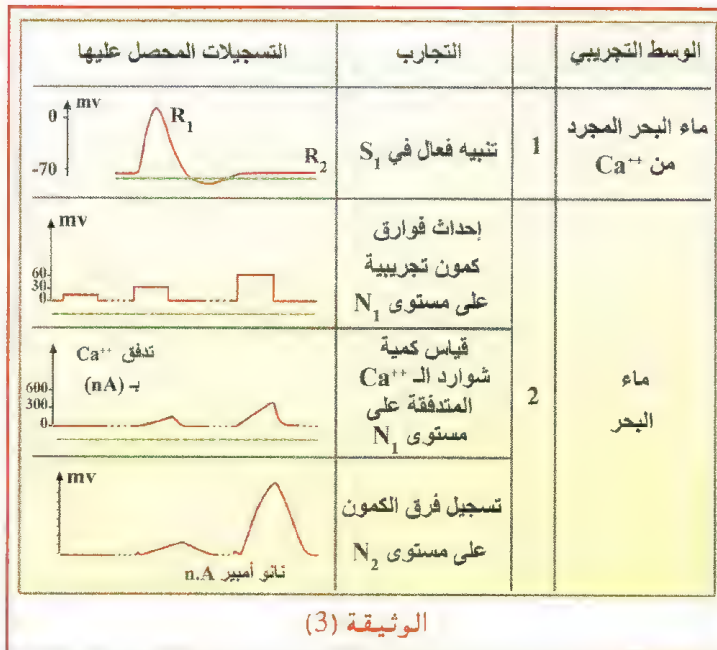 الوسط التجريبي
التجارب
التسجيلات المحصل عليها
ماء البحر المجرد
من Ca++
1
تنبيه فعال في S1
mv
0
-70
R1
R2
ماء
البحر
2
إحداث فوارق
كمون تجريبية
على مستوى
N1
mv
60
30
0
قياس كمية
شوارد الـ Ca++
المتدفقة على
مستوى N1
تدفق Ca++
بـ (nA)
600
300
0
تسجيل فرق الكمون
على مستوى N2
mv
نانو أمبير n.A
الوثيقة (3)